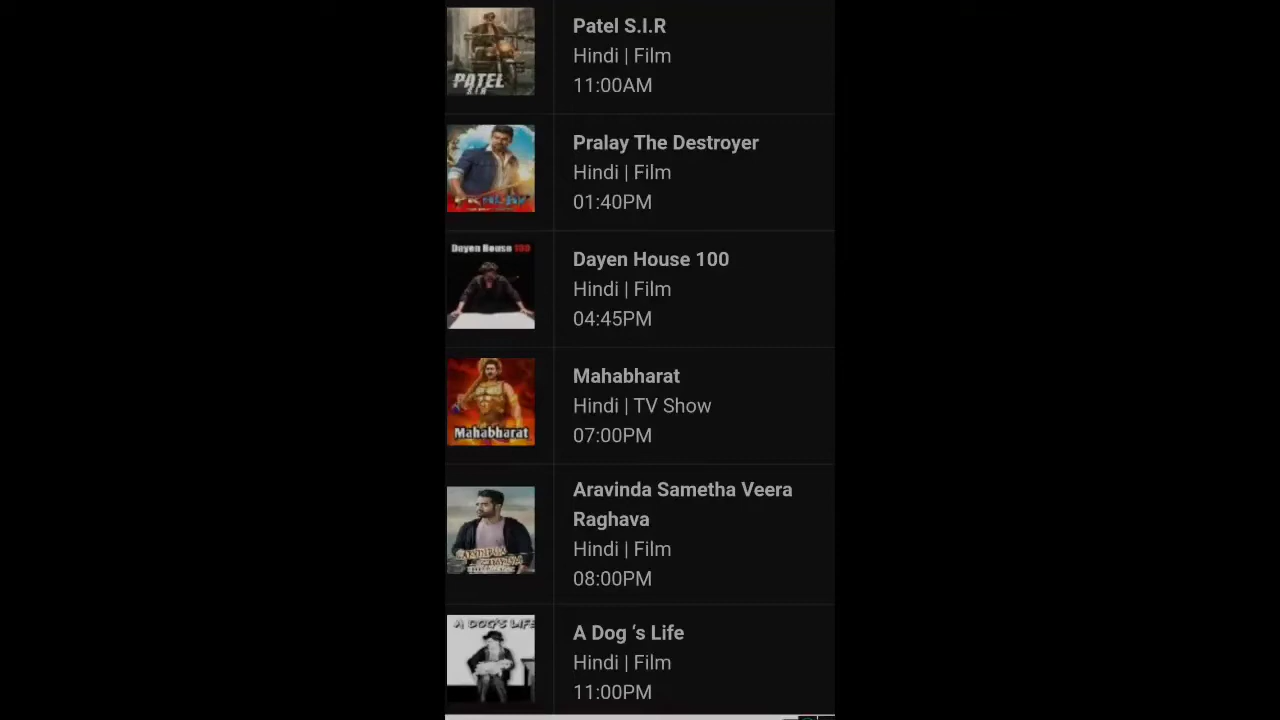 PATEL
S.I.R
Patel S.I.R
Hindi | Film
11:00AM
PRALAY
Pralay The Destroyer
Hindi | Film
01:40PM
Dayen House 100
Dayen House 100
Hindi | Film
04:45PM
Mahabharat
Mahabharat
Hindi | TV Show
07:00PM
Aravinda Sametha Veera
Raghava
Hindi | Film
08:00PM
A DOG'S LIFE
A Dog ‘s Life
Hindi | Film
11:00PM